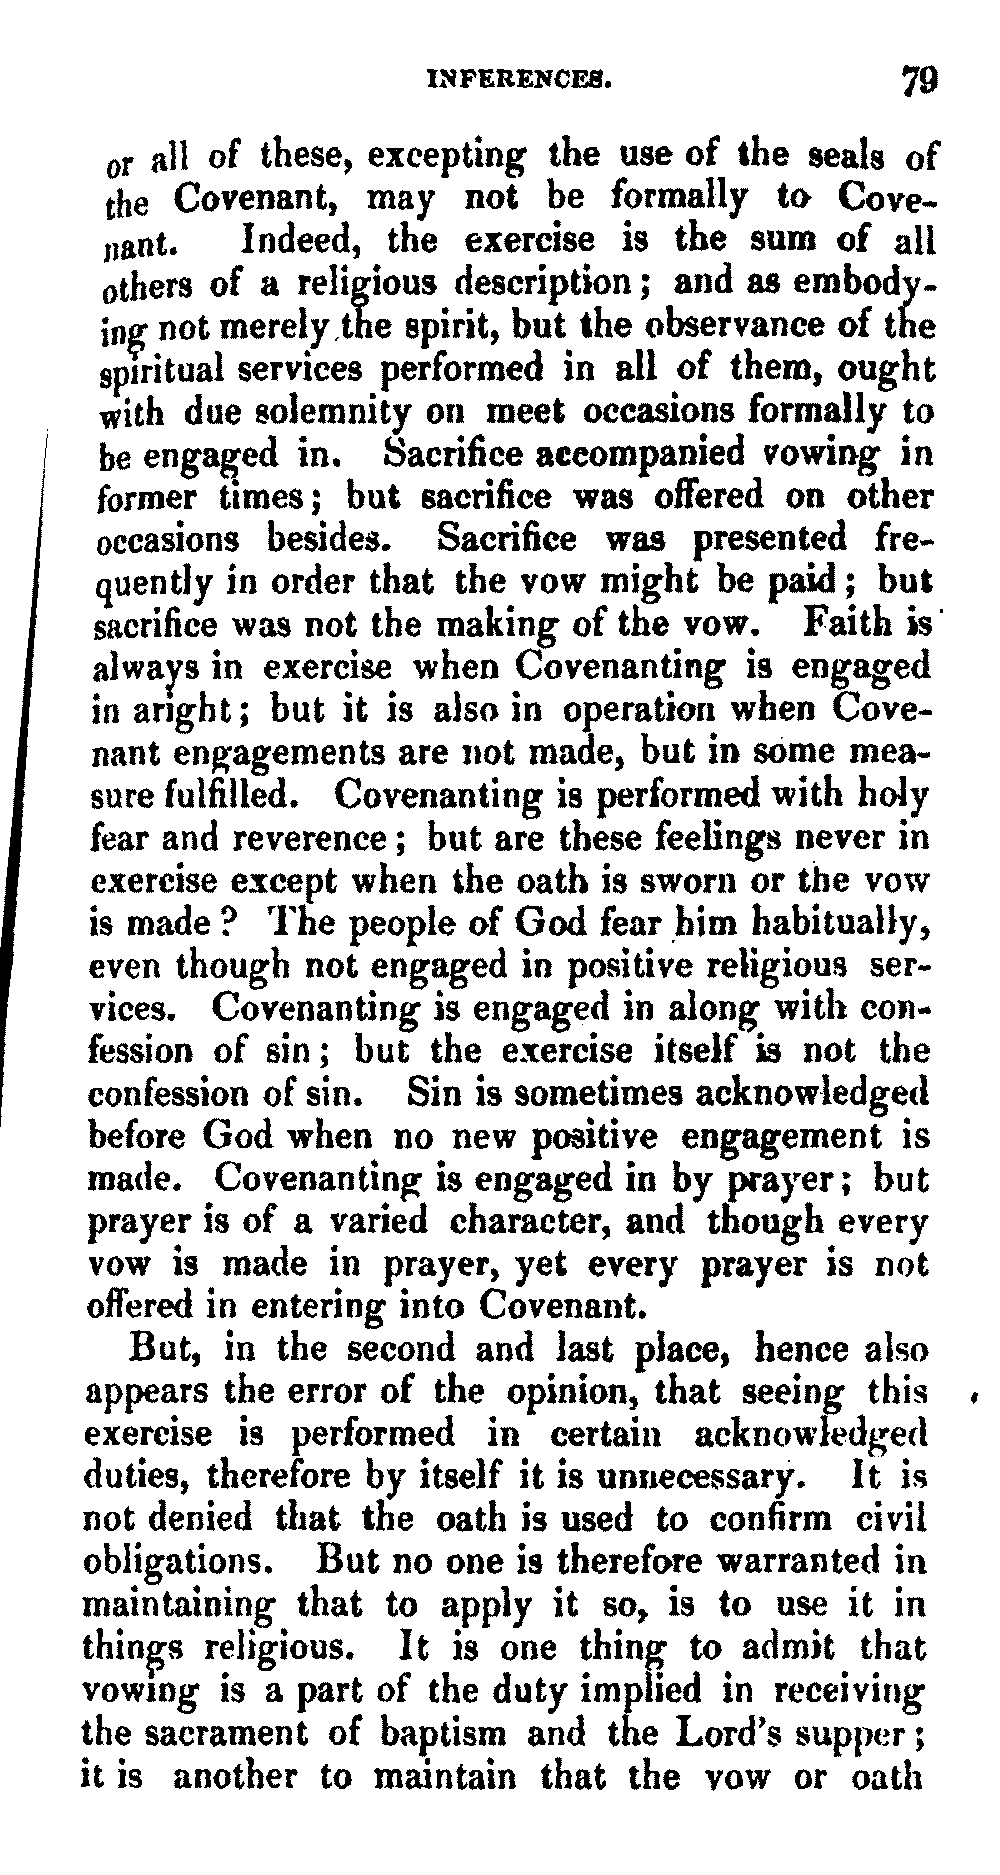 INFERENCES. 79
or all of these, excepting the use of the seals of
the Covenant, may not be formally to Cove-
nant. Indeed, the exercise is the sum of all
others of a religious description; and as embody-
ing not merely the spirit, but the observance of the
spiritual services performed in all of them, ought
with due solemnity on meet occasions formally to
be engaged in. Sacrifice accompanied vowing in
former times; but sacrifice was offered on other
occasions besides. Sacrifice was presented fre-
quently in order that the vow might be paid; but
sacrifice was not the making of the vow. Faith is
always in exercise when Covenanting is engaged
in aright; but it is also in operation when Cove-
nant engagements are not made, but in some mea-
sure fulfilled. Covenanting is performed with holy
fear and reverence; but are these feelings never in
exercise except when the oath is sworn or the vow
is made? The people of God fear him habitually,
even though not engaged in positive religious ser-
vices. Covenanting is engaged in along with con-
fession of sin; but the exercise itself is not the
confession of sin. Sin is sometimes acknowledged
before God when no new positive engagement is
made. Covenanting is engaged in by prayer; but
prayer is of a varied character, and though every
vow is made in prayer, yet every prayer is not
offered in entering into Covenant.
But, in the second and last place, hence also
appears the error of the opinion, that seeing this
exercise is performed in certain acknowledged
duties, therefore by itself it is unnecessary. It is
not denied that the oath is used to confirm civil
obligations. But no one is therefore warranted in
maintaining that to apply it so, is to use it in
things religious. It is one thing to admit that
vowing is a part of the duty implied in receiving
the sacrament of baptism and the Lord's supper;
it is another to maintain that the vow or oath